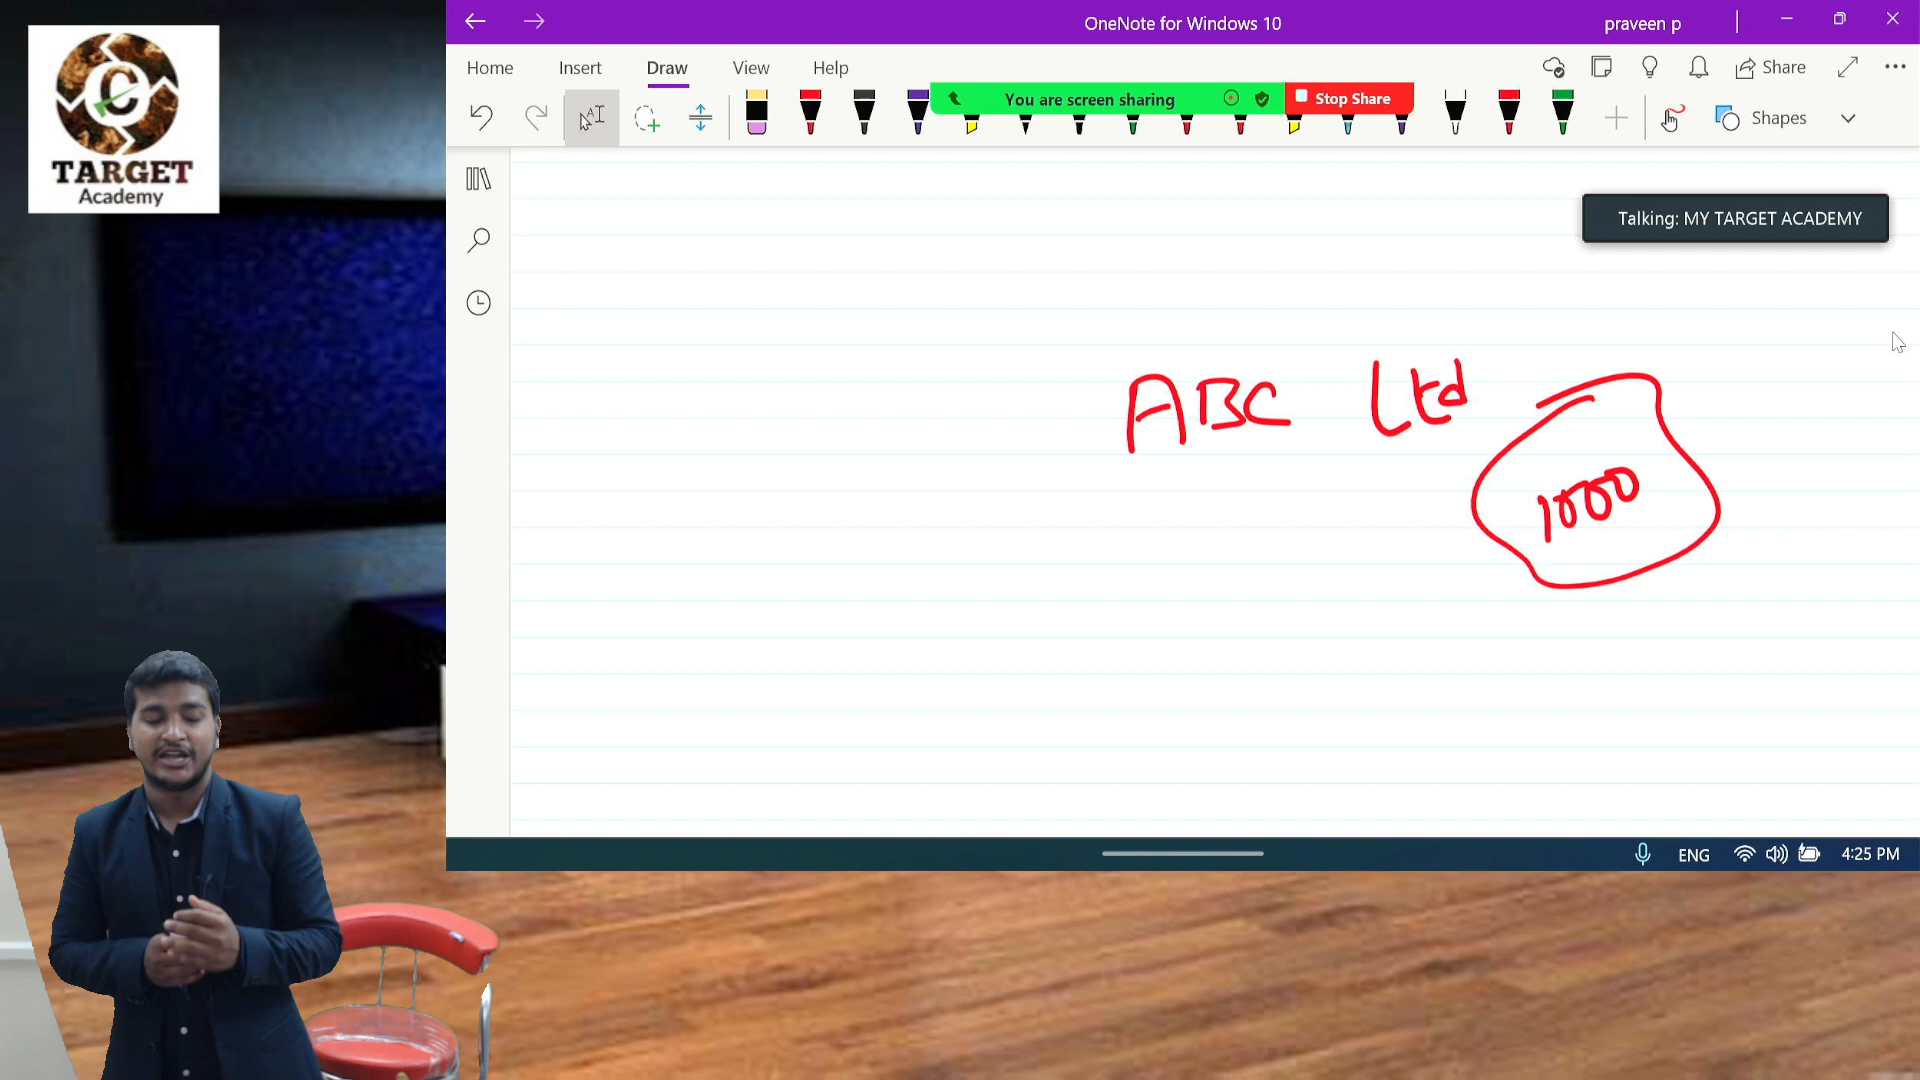 TARGET
Academy
OneNote for Windows 10
praveen p
Home Insert Draw View Help
Share
You are screen sharing
Stop Share
Shapes
Talking: MY TARGET ACADEMY
ABC Ltd
1000
ENG
4:25 PM